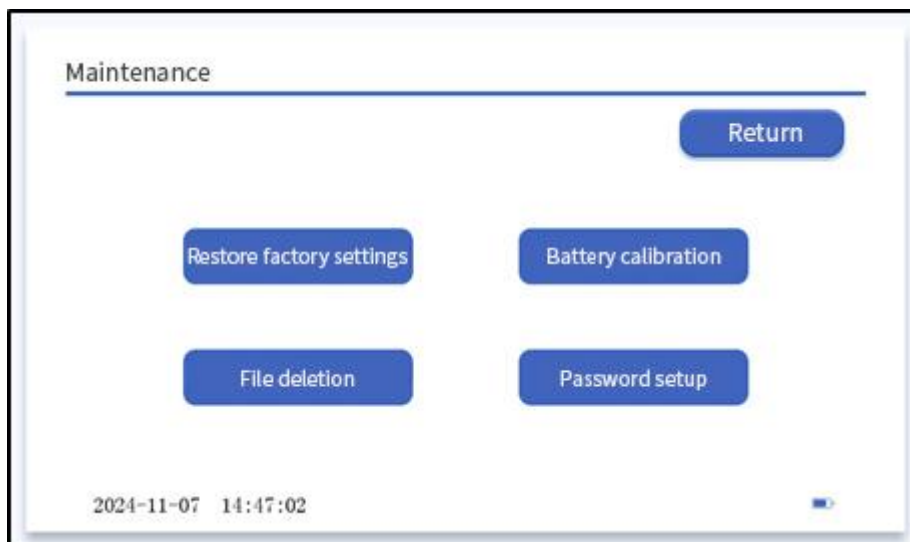 Maintenance
Return
Restore factory settings
Battery calibration
File deletion
Password setup
2024-11-07 14:47:02